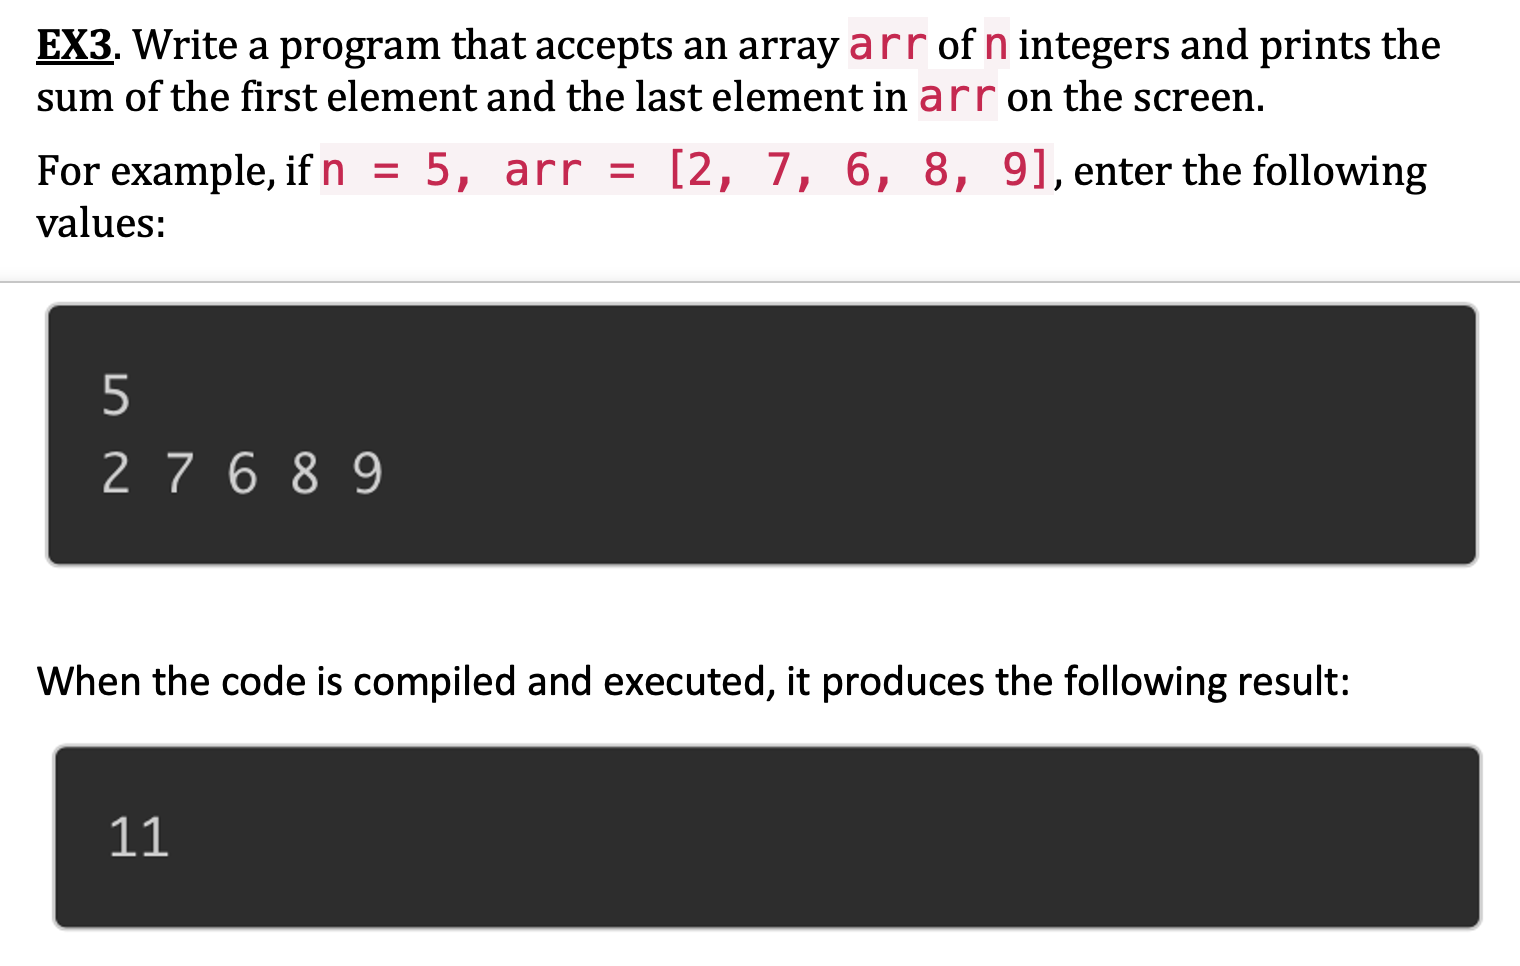 EX3. Write a program that accepts an array arr of n integers and prints the
sum of the first element and the last element in arr on the screen.
For example, if n = 5, arr = [2, 7, 6, 8, 9], enter the following
values:
5
2 7 6 8 9
When the code is compiled and executed, it produces the following result:
11